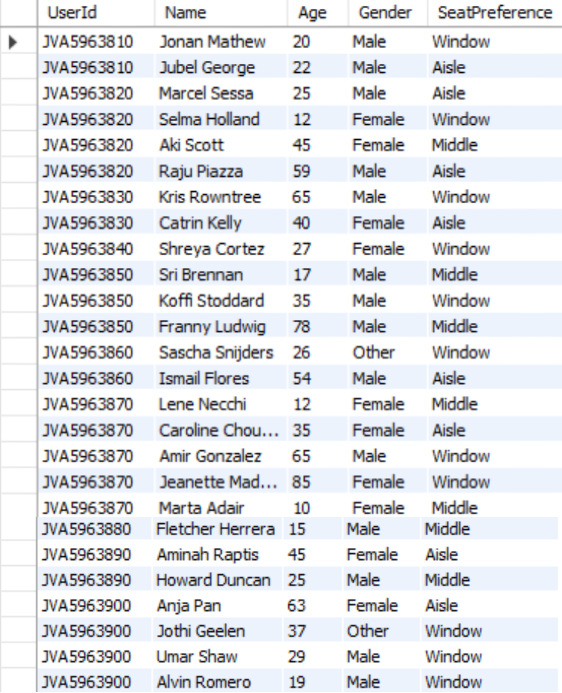 UserId Name Age Gender SeatPreference
JVA5963810 Jonan Mathew 20 Male Window
JVA5963810 Jubel George 22 Male Aisle
JVA5963820 Marcel Sessa 25 Male Aisle
JVA5963820 Selma Holland 12 Female Window
JVA5963820 Aki Scott 45 Female Middle
JVA5963820 Raju Piazza 59 Male Aisle
JVA5963830 Kris Rowntree 65 Male Window
JVA5963830 Catrin Kelly 40 Female Aisle
JVA5963840 Shreya Cortez 27 Female Window
JVA5963850 Sri Brennan 17 Male Middle
JVA5963850 Koffi Stoddard 35 Male Window
JVA5963850 Franny Ludwig 78 Male Middle
JVA5963860 Sascha Snijders 26 Other Window
JVA5963860 Ismail Flores 54 Male Aisle
JVA5963870 Lene Necchi 12 Female Middle
JVA5963870 Caroline Chou... 35 Female Aisle
JVA5963870 Amir Gonzalez 65 Male Window
JVA5963870 Jeanette Mad... 85 Female Window
JVA5963870 Marta Adair 10 Female Middle
JVA5963880 Fletcher Herrera 15 Male Middle
JVA5963890 Aminah Raptis 45 Female Aisle
JVA5963890 Howard Duncan 25 Male Middle
JVA5963900 Anja Pan 63 Female Aisle
JVA5963900 Jothi Geelen 37 Other Window
JVA5963900 Umar Shaw 29 Male Window
JVA5963900 Alvin Romero 19 Male Window